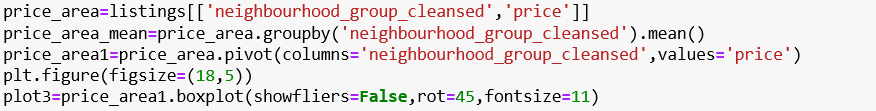 price_area=listings[['neighbourhood_group_cleansed','price']]
price_area_mean=price_area.groupby('neighbourhood_group_cleansed').mean()
price_area1=price_area.pivot(columns='neighbourhood_group_cleansed',values='price')
plt.figure(figsize=(18,5))
plot3=price_area1.boxplot(showfliers=False,rot=45,fontsize=11)